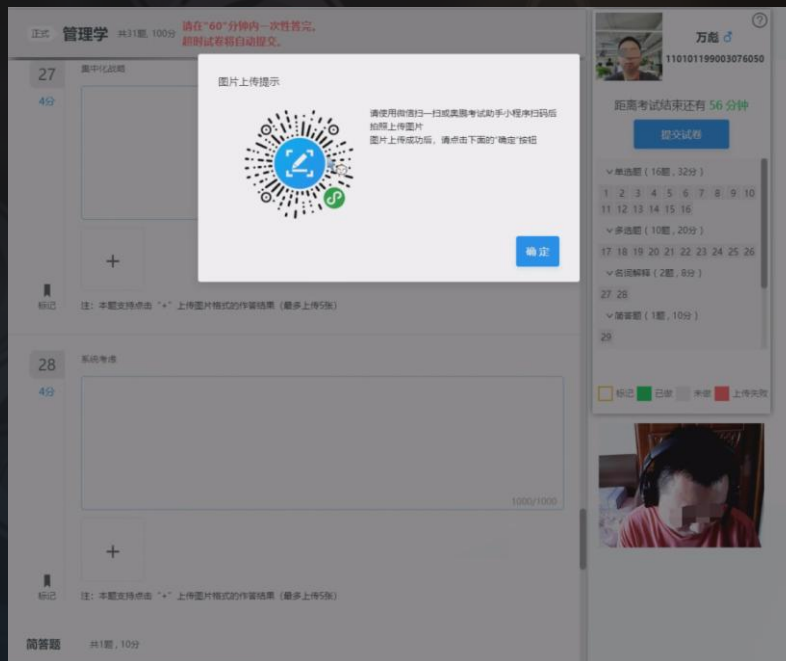 正式 管理学 共31题, 100分 请在"60"分钟内一次性答完。
超时试卷将自动提交。
27
4分
集中化战略
标记
注：本题支持点击 "+" 上传图片格式的作答结果（最多上传5张）
图片上传提示
请使用微信扫一扫或奥鹏考试助手小程序扫码后
拍照上传图片
图片上传成功后，请点击下面的"确定"按钮
确定
28
4分
系统考虑
1000/1000
标记
注：本题支持点击 "+" 上传图片格式的作答结果（最多上传5张）
简答题 共1题 , 10分
万彪
110101199003076050
距离考试结束还有 56 分钟
提交试卷
单选题（16题 , 32分）
1 2 3 4 5 6 7 8 9 10
11 12 13 14 15 16
多选题（10题 , 20分）
17 18 19 20 21 22 23 24 25 26
名词解释（2题 , 8分）
27 28
简答题（1题 , 10分）
29
标记 已做 未做 上传失败